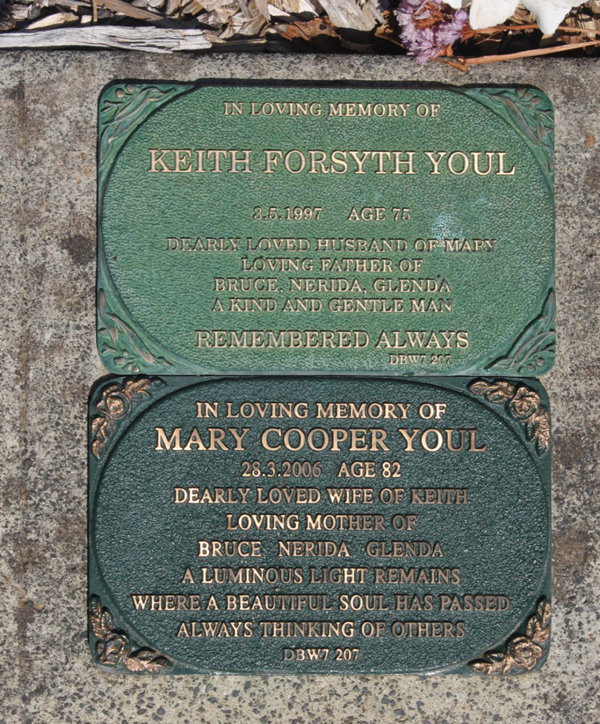 IN LOVING MEMORY OF
KEITH FORSYTH YOUL
3.5.1997 AGE 75
DEARLY LOVED HUSBAND OF MARY
LOVING FATHER OF
BRUCE, NERIDA, GLENDA
A KIND AND GENTLE MAN
REMEMBERED ALWAYS
DBW7 207
IN LOVING MEMORY OF
MARY COOPER YOUL
28.3.2006 AGE 82
DEARLY LOVED WIFE OF KEITH
LOVING MOTHER OF
BRUCE NERIDA GLENDA
A LUMINOUS LIGHT REMAINS
WHERE A BEAUTIFUL SOUL HAS PASSED
ALWAYS THINKING OF OTHERS
DBW7 207